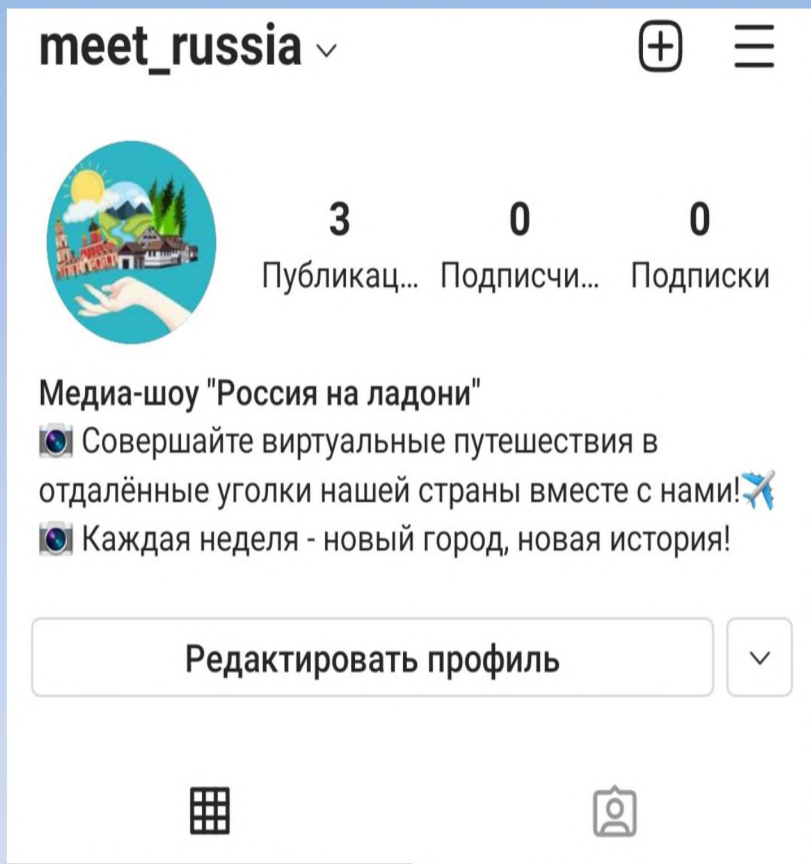 meet_russia
3 0 0
Публикац... Подписчи... Подписки
Медиа-шоу "Россия на ладони"
Совершайте виртуальные путешествия в
отдалённые уголки нашей страны вместе с нами!
Каждая неделя - новый город, новая история!
Редактировать профиль